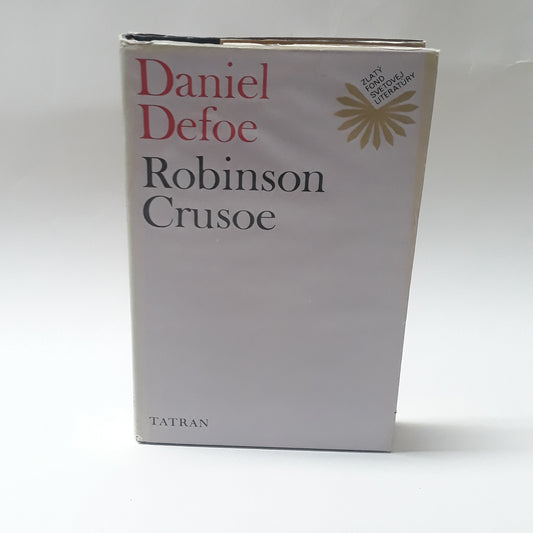 Daniel
Defoe
Robinson
Crusoe
ZLATÝ
FOND
SVETOVEJ
LITERATÚRY
TATRAN